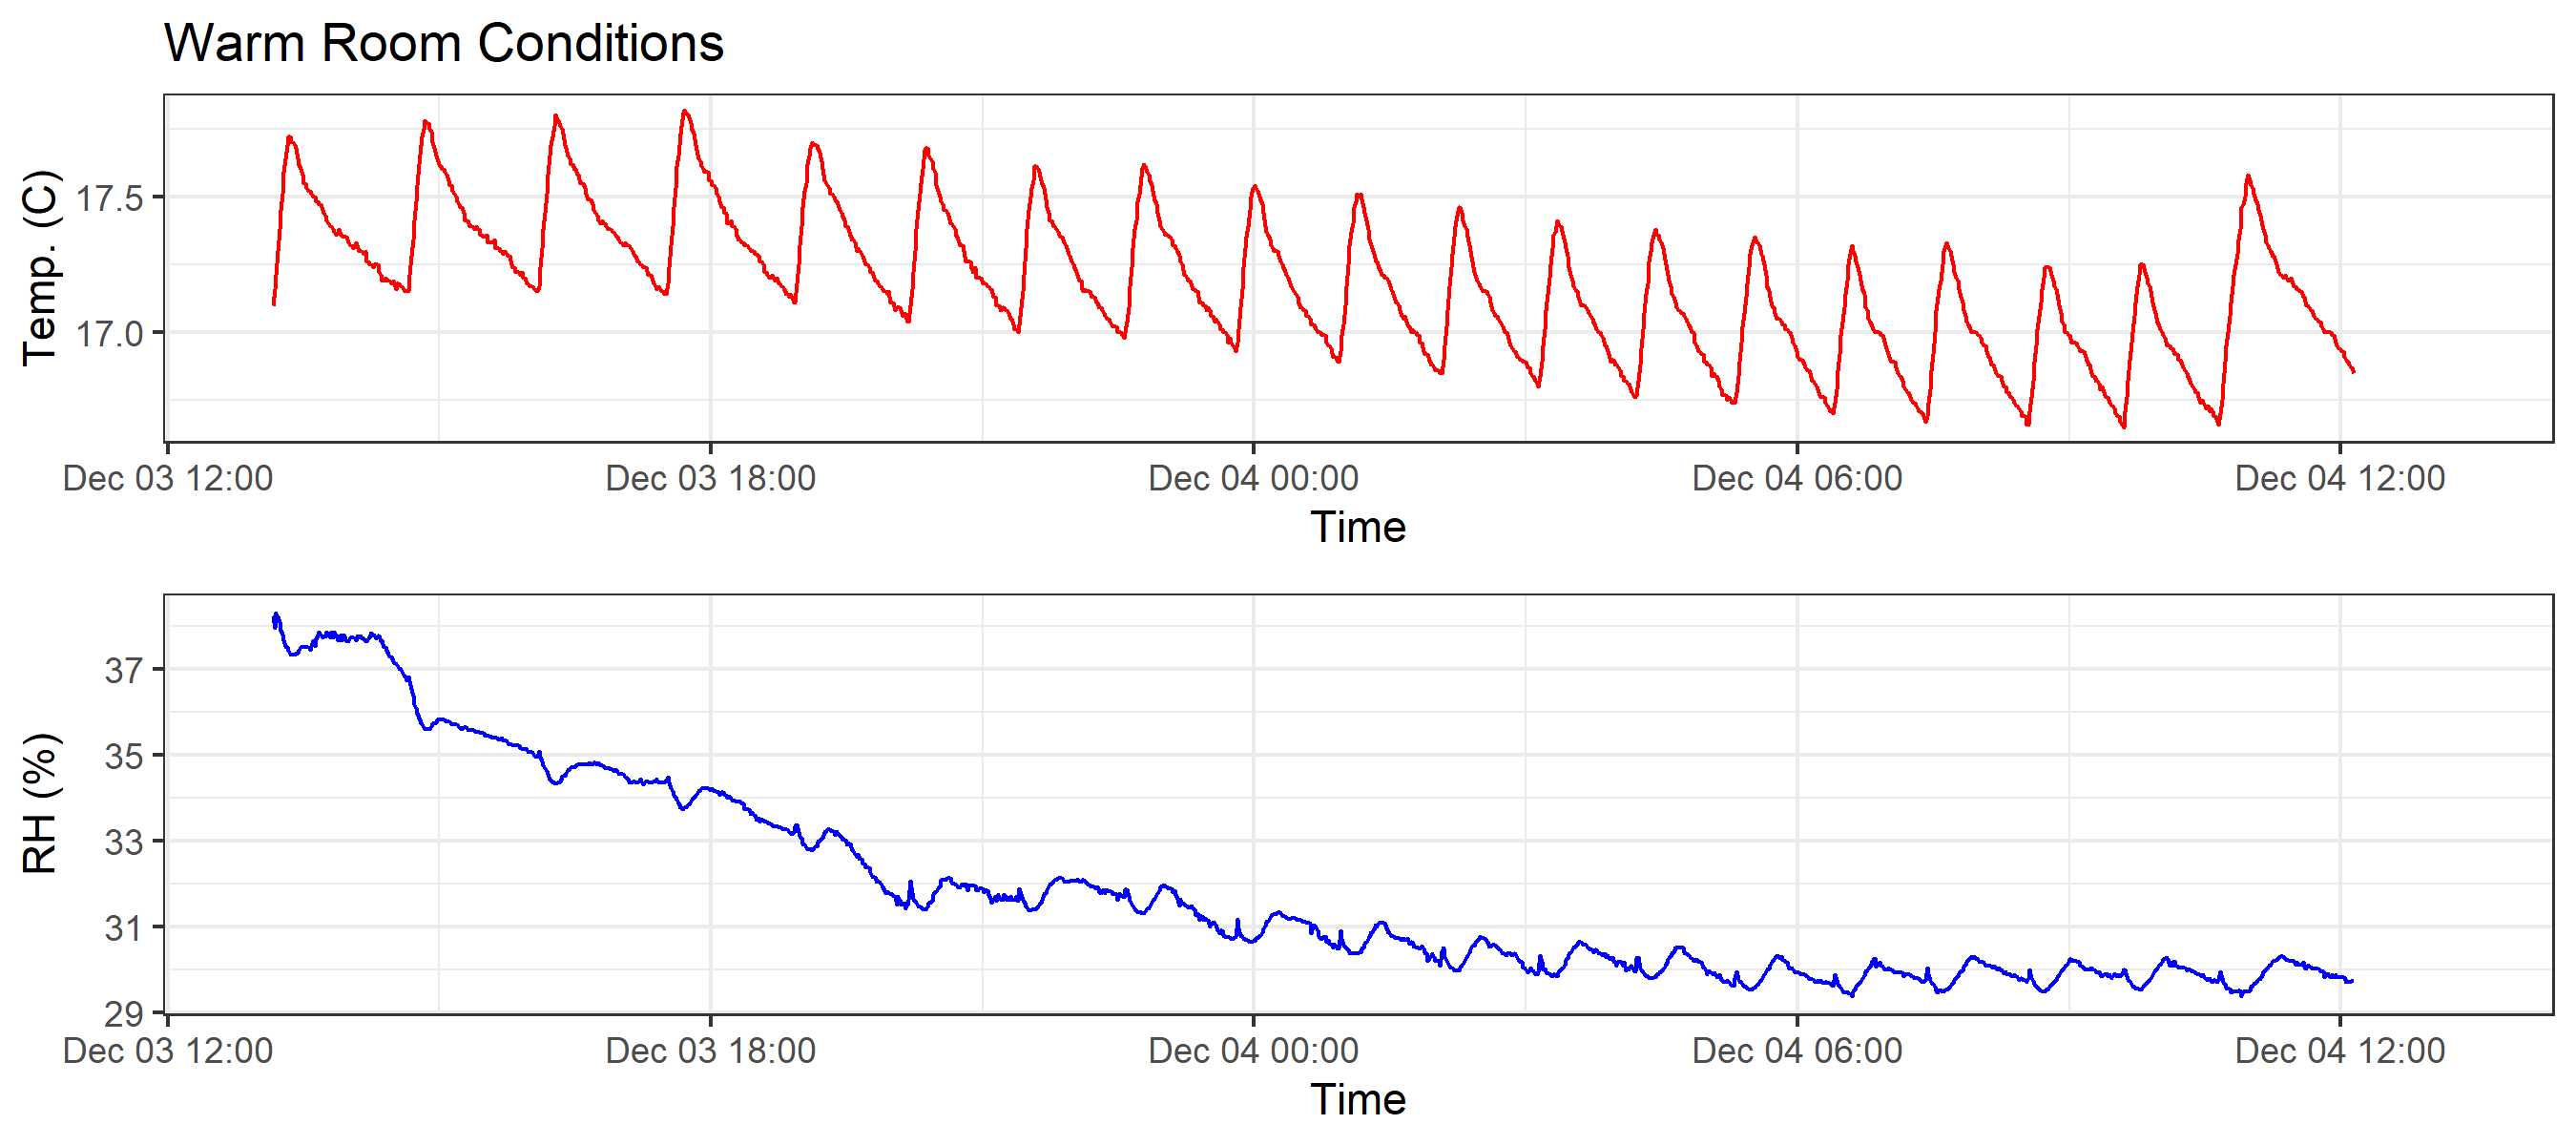 Warm Room Conditions
Temp. (C)
17.5
17.0
Dec 03 12:00 Dec 03 18:00 Dec 04 00:00 Dec 04 06:00 Dec 04 12:00
Time
RH (%)
37
35
33
31
29
Dec 03 12:00 Dec 03 18:00 Dec 04 00:00 Dec 04 06:00 Dec 04 12:00
Time